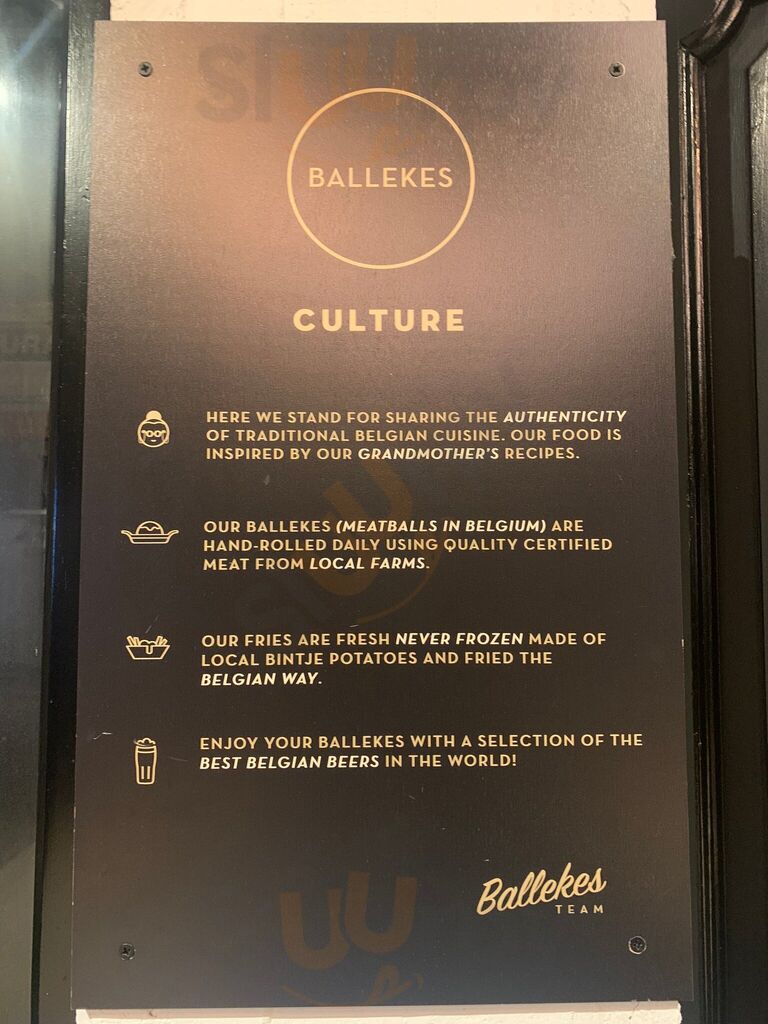 BALLEKES
CULTURE
HERE WE STAND FOR SHARING THE AUTHENTICITY
OF TRADITIONAL BELGIAN CUISINE. OUR FOOD IS
INSPIRED BY OUR GRANDMOTHER'S RECIPES.
OUR BALLEKES (MEATBALLS IN BELGIUM) ARE
HAND-ROLLED DAILY USING QUALITY CERTIFIED
MEAT FROM LOCAL FARMS.
OUR FRIES ARE FRESH NEVER FROZEN MADE OF
LOCAL BINTJE POTATOES AND FRIED THE
BELGIAN WAY.
ENJOY YOUR BALLEKES WITH A SELECTION OF THE
BEST BELGIAN BEERS IN THE WORLD!
Ballekes
TEAM